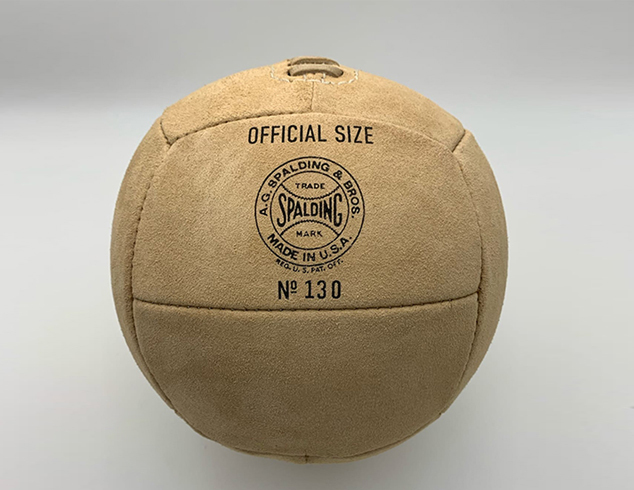 OFFICIAL SIZE
A.G. SPALDING & BROS.
TRADE
SPALDING
MARK
MADE IN U.S.A.
REG. U.S. PAT. OFF.
Nº 130